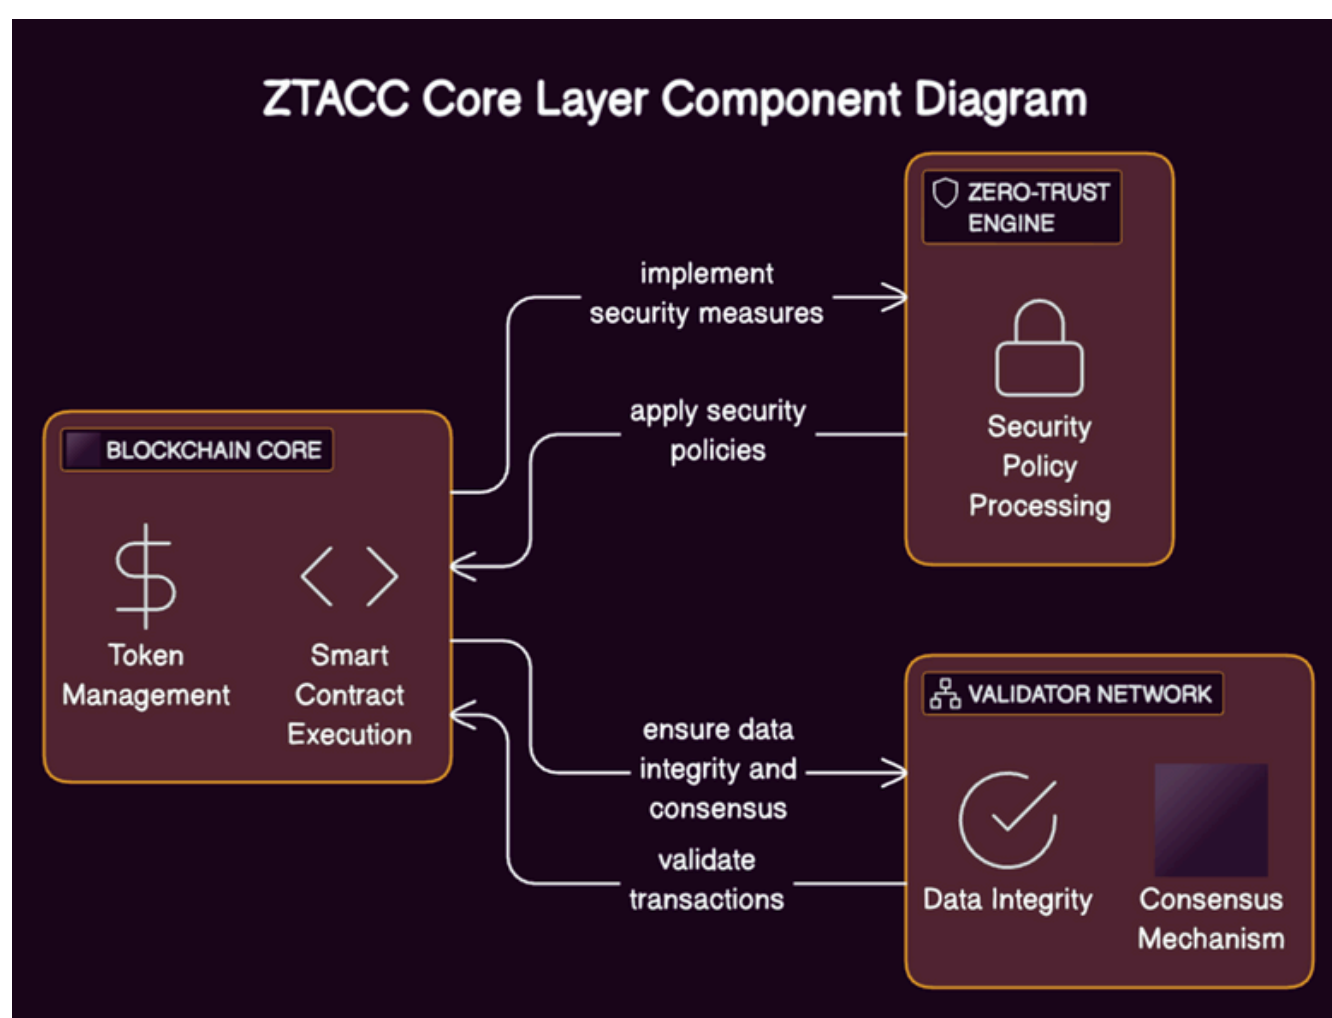 ZTACC Core Layer Component Diagram
ZERO-TRUST
ENGINE
implement
security measures
apply security
policies
Security
Policy
Processing
BLOCKCHAIN CORE
Token
Management
Smart
Contract
Execution
ensure data
integrity and
consensus
validate
transactions
VALIDATOR NETWORK
Data Integrity
Consensus
Mechanism